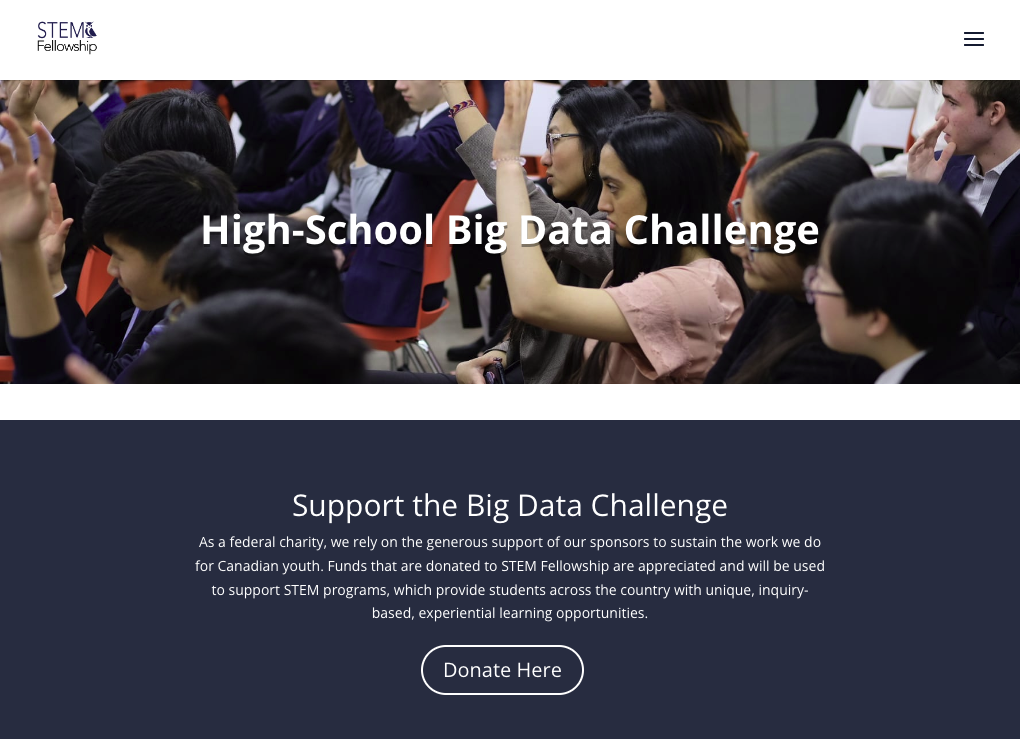 STEM
Fellowship
High-School Big Data Challenge
Support the Big Data Challenge
As a federal charity, we rely on the generous support of our sponsors to sustain the work we do
for Canadian youth. Funds that are donated to STEM Fellowship are appreciated and will be used
to support STEM programs, which provide students across the country with unique, inquiry-
based, experiential learning opportunities.
Donate Here